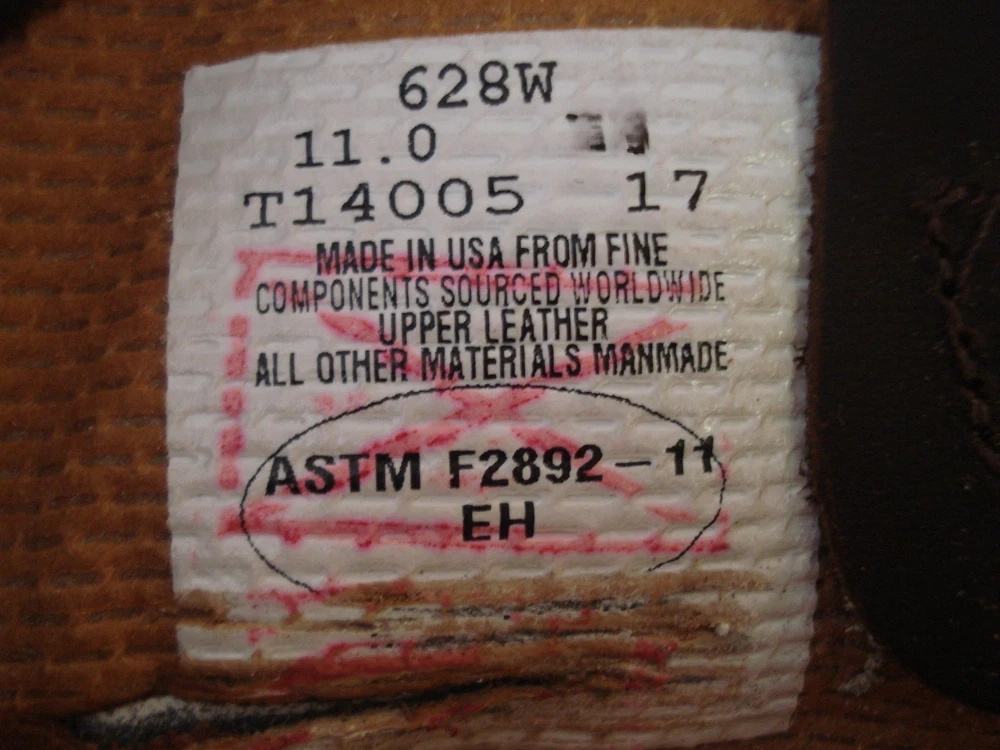 628W
11.0
T14005 17
MADE IN USA FROM FINE
COMPONENTS SOURCED WORLDWIDE
UPPER LEATHER
ALL OTHER MATERIALS MANMADE
ASTM F2892-11
EH